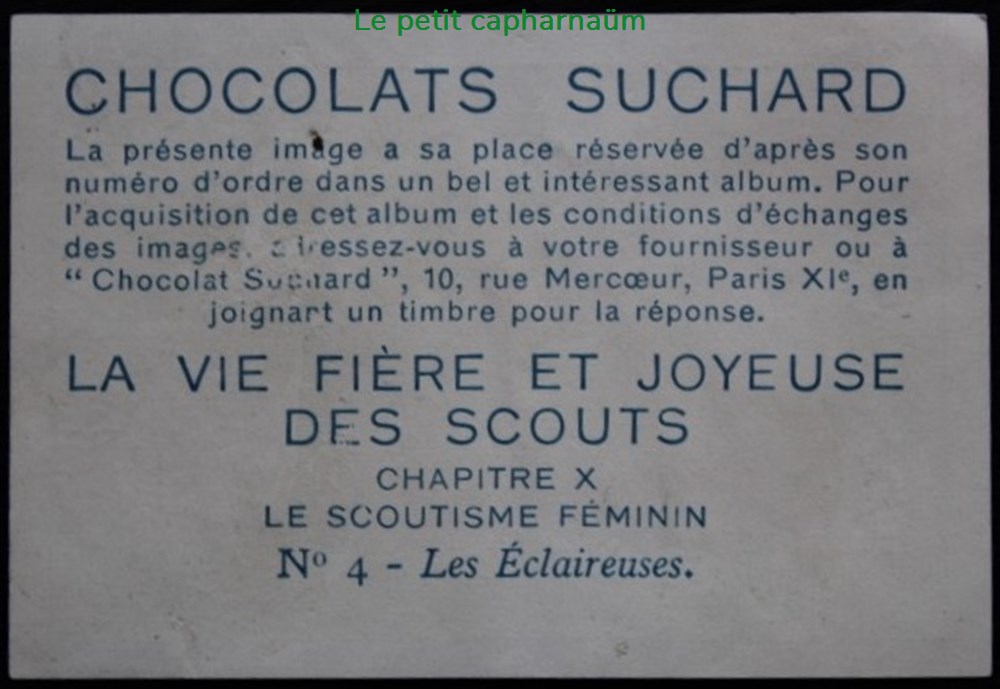 Le petit capharnaüm
CHOCOLATS SUCHARD
La présente image a sa place réservée d'après son
numéro d'ordre dans un bel et intéressant album. Pour
l'acquisition de cet album et les conditions d'échanges
des images, adressez-vous à votre fournisseur ou à
“ Chocolat Suchard ”, 10, rue Mercœur, Paris XIe, en
joignart un timbre pour la réponse.
LA VIE FIÈRE ET JOYEUSE
DES SCOUTS
CHAPITRE X
LE SCOUTISME FÉMININ
No 4 - Les Éclaireuses.